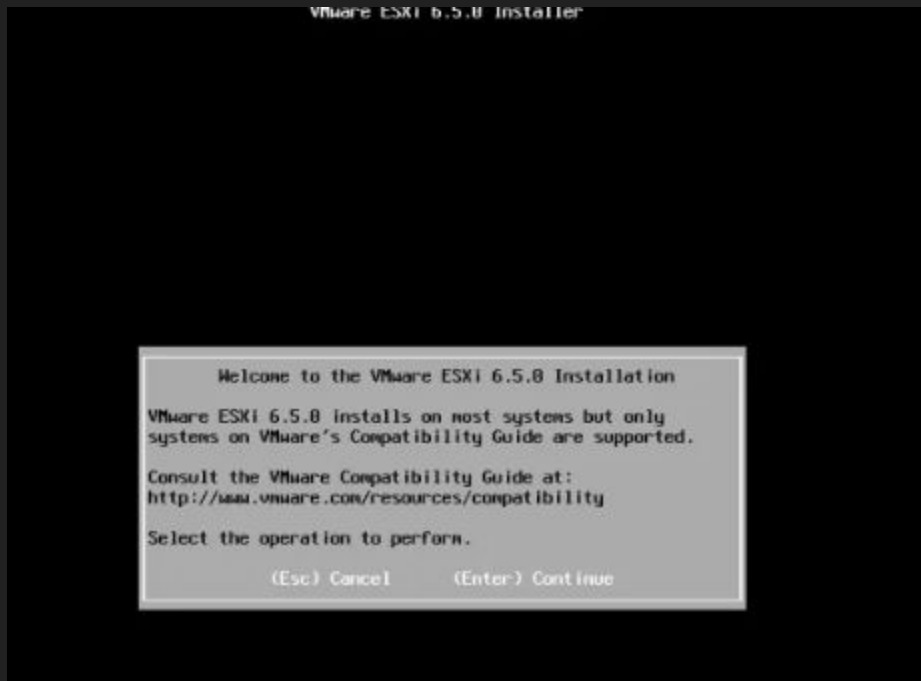 VMware ESXi 6.5.0 Installer
Welcome to the VMware ESXi 6.5.0 Installation
VMware ESXi 6.5.0 installs on most systems but only
systems on VMware's Compatibility Guide are supported.
Consult the VMware Compatibility Guide at:
http://www.vmware.com/resources/compatibility
Select the operation to perform.
(Esc) Cancel (Enter) Continue